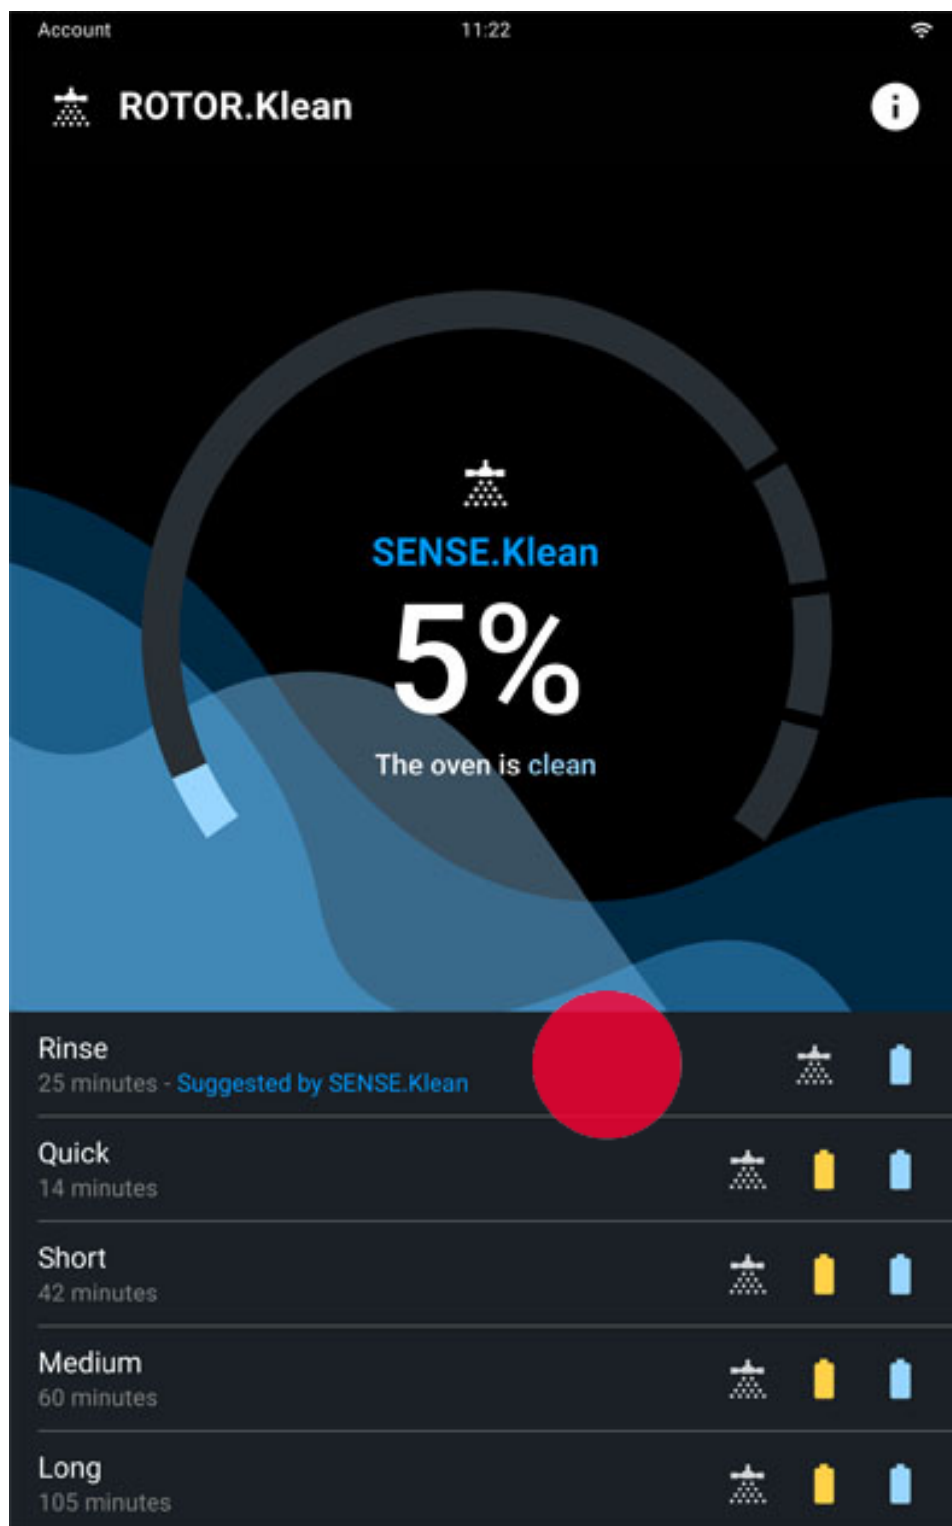 Account
11:22
ROTOR.Klean
SENSE.Klean
5%
The oven is clean
Rinse
25 minutes - Suggested by SENSE.Klean
Quick
14 minutes
Short
42 minutes
Medium
60 minutes
Long
105 minutes